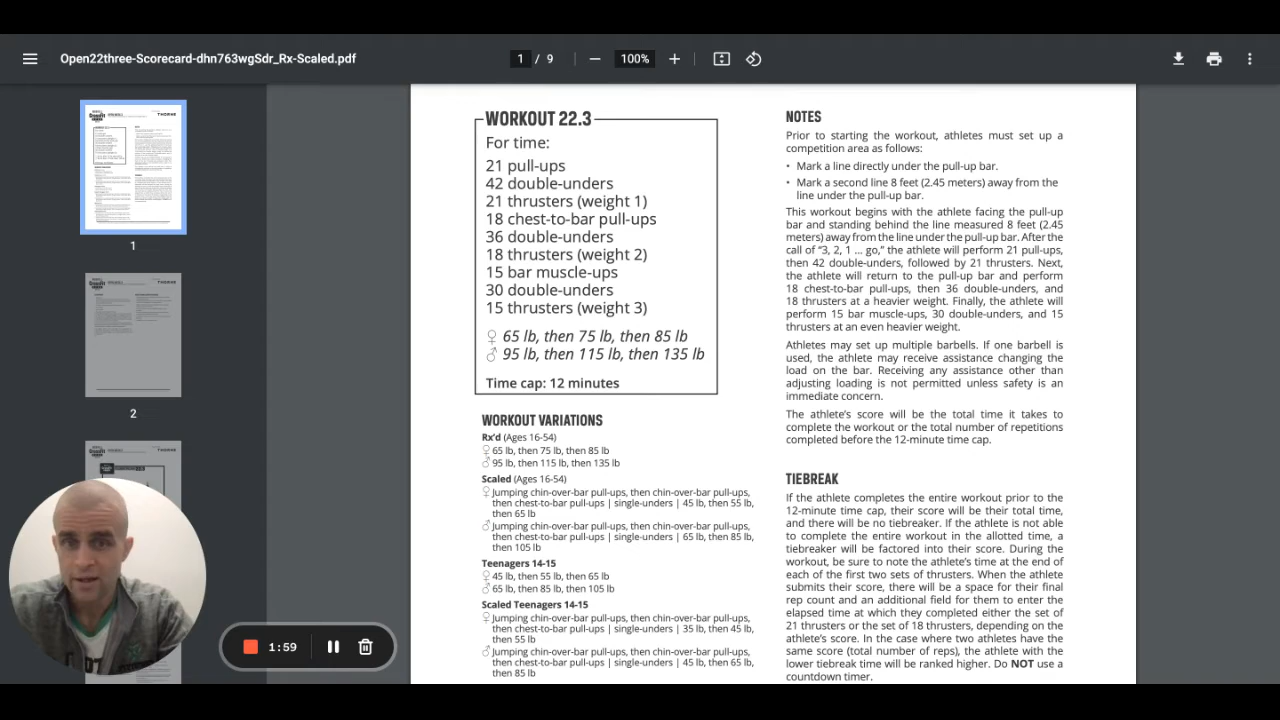 Open22three-Scorecard-dhn763wgSdr_Rx-Scaled.pdf
1 / 9
100%
1
2
WORKOUT 22.3
For time:
21 pull-ups
42 double-unders
21 thrusters (weight 1)
18 chest-to-bar pull-ups
36 double-unders
18 thrusters (weight 2)
15 bar muscle-ups
30 double-unders
15 thrusters (weight 3)
♀ 65 lb, then 75 lb, then 85 lb
♂ 95 lb, then 115 lb, then 135 lb
Time cap: 12 minutes
WORKOUT VARIATIONS
Rx'd (Ages 16-54)
♀ 65 lb, then 75 lb, then 85 lb
♂ 95 lb, then 115 lb, then 135 lb
Scaled (Ages 16-54)
♀ Jumping chin-over-bar pull-ups, then chin-over-bar pull-ups,
then chest-to-bar pull-ups | single-unders | 45 lb, then 55 lb,
then 65 lb
♂ Jumping chin-over-bar pull-ups, then chin-over-bar pull-ups,
then chest-to-bar pull-ups | single-unders | 65 lb, then 85 lb,
then 105 lb
Teenagers 14-15
♀ 45 lb, then 55 lb, then 65 lb
♂ 65 lb, then 85 lb, then 105 lb
Scaled Teenagers 14-15
♀ Jumping chin-over-bar pull-ups, then chin-over-bar pull-ups,
then chest-to-bar pull-ups | single-unders | 35 lb, then 45 lb,
then 55 lb
♂ Jumping chin-over-bar pull-ups, then chin-over-bar pull-ups,
then chest-to-bar pull-ups | single-unders | 45 lb, then 65 lb,
then 85 lb
NOTES
Prior to starting the workout, athletes must set up a
competition area as follows:
• Mark a line directly under the pull-up bar.
• Mark a second line 8 feet (2.45 meters) away from the
line under the pull-up bar.
This workout begins with the athlete facing the pull-up
bar and standing behind the line measured 8 feet (2.45
meters) away from the line under the pull-up bar. After the
call of “3, 2, 1 ... go,” the athlete will perform 21 pull-ups,
then 42 double-unders, followed by 21 thrusters. Next,
the athlete will return to the pull-up bar and perform
18 chest-to-bar pull-ups, then 36 double-unders, and
18 thrusters at a heavier weight. Finally, the athlete will
perform 15 bar muscle-ups, 30 double-unders, and 15
thrusters at an even heavier weight.
Athletes may set up multiple barbells. If one barbell is
used, the athlete may receive assistance changing the
load on the bar. Receiving any assistance other than
adjusting loading is not permitted unless safety is an
immediate concern.
The athlete's score will be the total time it takes to
complete the workout or the total number of repetitions
completed before the 12-minute time cap.
TIEBREAK
If the athlete completes the entire workout prior to the
12-minute time cap, their score will be their total time,
and there will be no tiebreaker. If the athlete is not able
to complete the entire workout in the allotted time, a
tiebreaker will be factored into their score. During the
workout, be sure to note the athlete's time at the end of
each of the first two sets of thrusters. When the athlete
submits their score, there will be a space for their final
rep count and an additional field for them to enter the
elapsed time at which they completed either the set of
21 thrusters or the set of 18 thrusters, depending on the
athlete's score. In the case where two athletes have the
same score (total number of reps), the athlete with the
lower tiebreak time will be ranked higher. Do NOT use a
countdown timer.
1:59